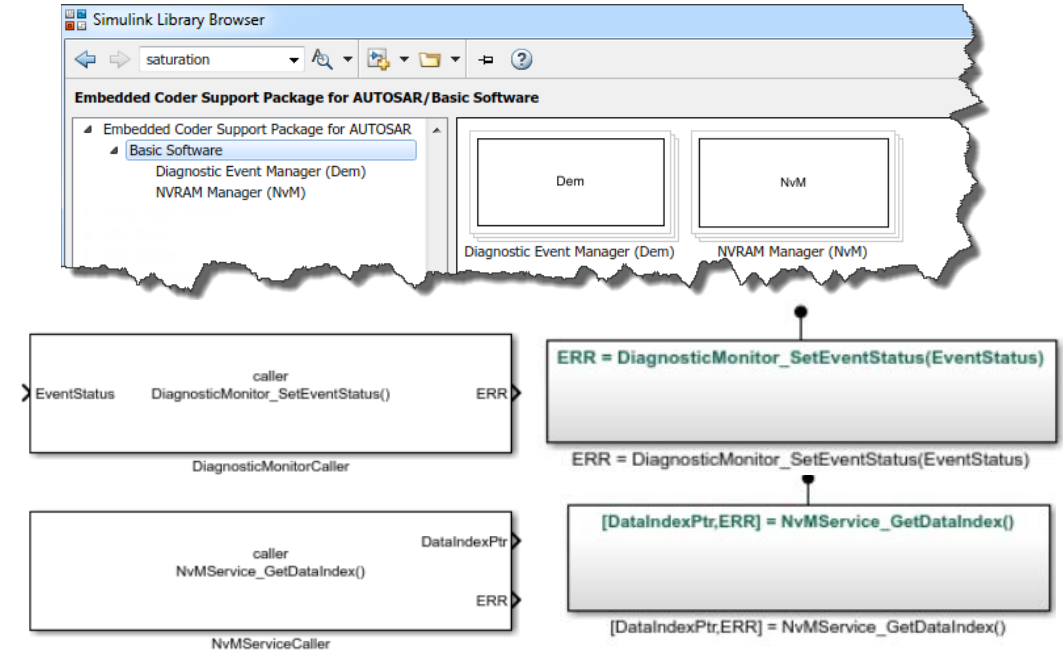 Simulink Library Browser
saturation
Embedded Coder Support Package for AUTOSAR/Basic Software
Embedded Coder Support Package for AUTOSAR
Basic Software
Diagnostic Event Manager (Dem)
NVRAM Manager (NvM)
Dem
NvM
Diagnostic Event Manager (Dem)
NVRAM Manager (NvM)
caller
EventStatus DiagnosticMonitor_SetEventStatus() ERR
DiagnosticMonitorCaller
ERR = DiagnosticMonitor_SetEventStatus(EventStatus)
ERR = DiagnosticMonitor_SetEventStatus(EventStatus)
DataIndexPtr
caller
NvMService_GetDataIndex()
ERR
NvMServiceCaller
[DataIndexPtr,ERR] = NvMService_GetDataIndex()
[DataIndexPtr,ERR] = NvMService_GetDataIndex()